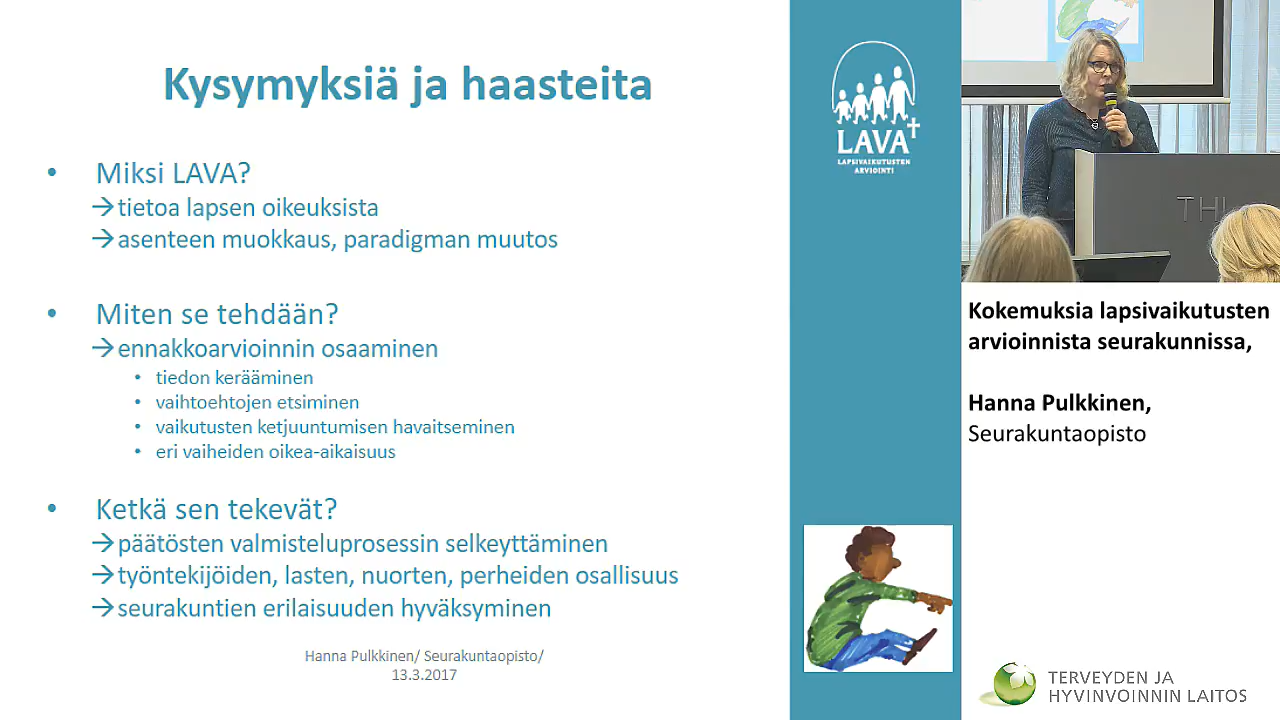 Kysymyksiä ja haasteita
• Miksi LAVA?
→tietoa lapsen oikeuksista
→asenteen muokkaus, paradigman muutos
• Miten se tehdään?
→ennakkoarvioinnin osaaminen
• tiedon kerääminen
• vaihtoehtojen etsiminen
• vaikutusten ketjuuntumisen havaitseminen
• eri vaiheiden oikea-aikaisuus
• Ketkä sen tekevät?
→päätösten valmisteluprosessin selkeyttäminen
→työntekijöiden, lasten, nuorten, perheiden osallisuus
→seurakuntien erilaisuuden hyväksyminen
Hanna Pulkkinen/ Seurakuntaopisto/
13.3.2017
LAVA
LAPSIVAIKUTUSTEN
ARVIOINTI
THL
Kokemuksia lapsivaikutusten
arvioinnista seurakunnissa,
Hanna Pulkkinen,
Seurakuntaopisto
TERVEYDEN JA
HYVINVOINNIN LAITOS